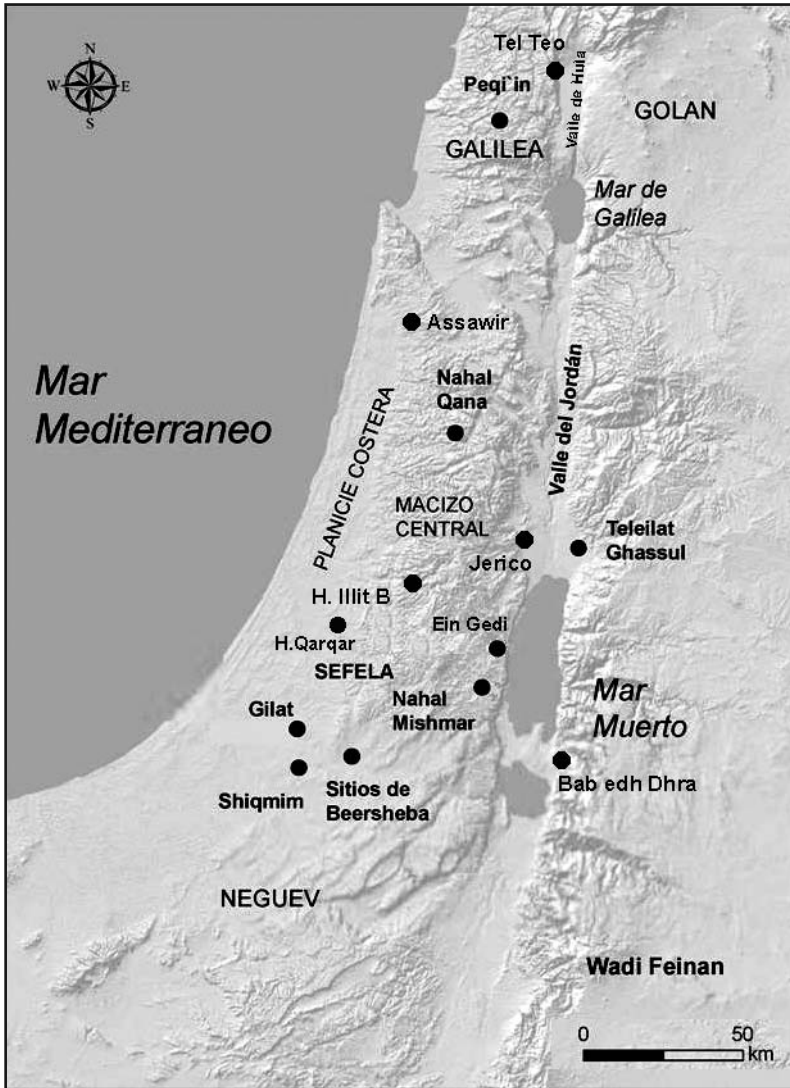 N
W
E
S
Tel Teo
Peqi`in
Valle de Hula
GOLAN
GALILEA
Mar de
Galilea
Assawir
Mar
Mediterraneo
Nahal
Qana
PLANICIE COSTERA
Valle del Jordán
MACIZO
CENTRAL
Teleilat
Ghassul
Jerico
H. Illit B
Ein Gedi
H.Qarqar
SEFELA
Mar
Muerto
Nahal
Mishmar
Gilat
Shiqmim
Sitios de
Beersheba
Bab edh Dhra
NEGUEV
Wadi Feinan
0
50
km